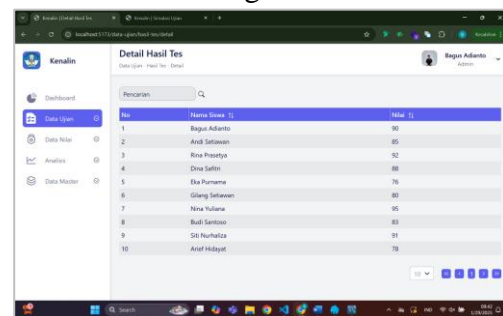 Kenalin | Detail Hasil Tes
Kenalin | Simulasi Ujian
localhost:5173/data-ujian/hasil-tes/detail
Kenalin
Detail Hasil Tes
Data Ujian - Hasil Tes - Detail
Bagus Adianto
Admin
Dashboard
Data Ujian
Data Nilai
Analisis
Data Master
Pencarian
No Nama Siswa Nilai
1 Bagus Adianto 90
2 Andi Setiawan 85
3 Rina Prasetya 92
4 Dina Safitri 88
5 Eka Purnama 76
6 Gilang Setiawan 80
7 Nina Yuliana 95
8 Budi Santoso 83
9 Siti Nurhaliza 91
10 Arief Hidayat 78
10
Search
IND
09.42